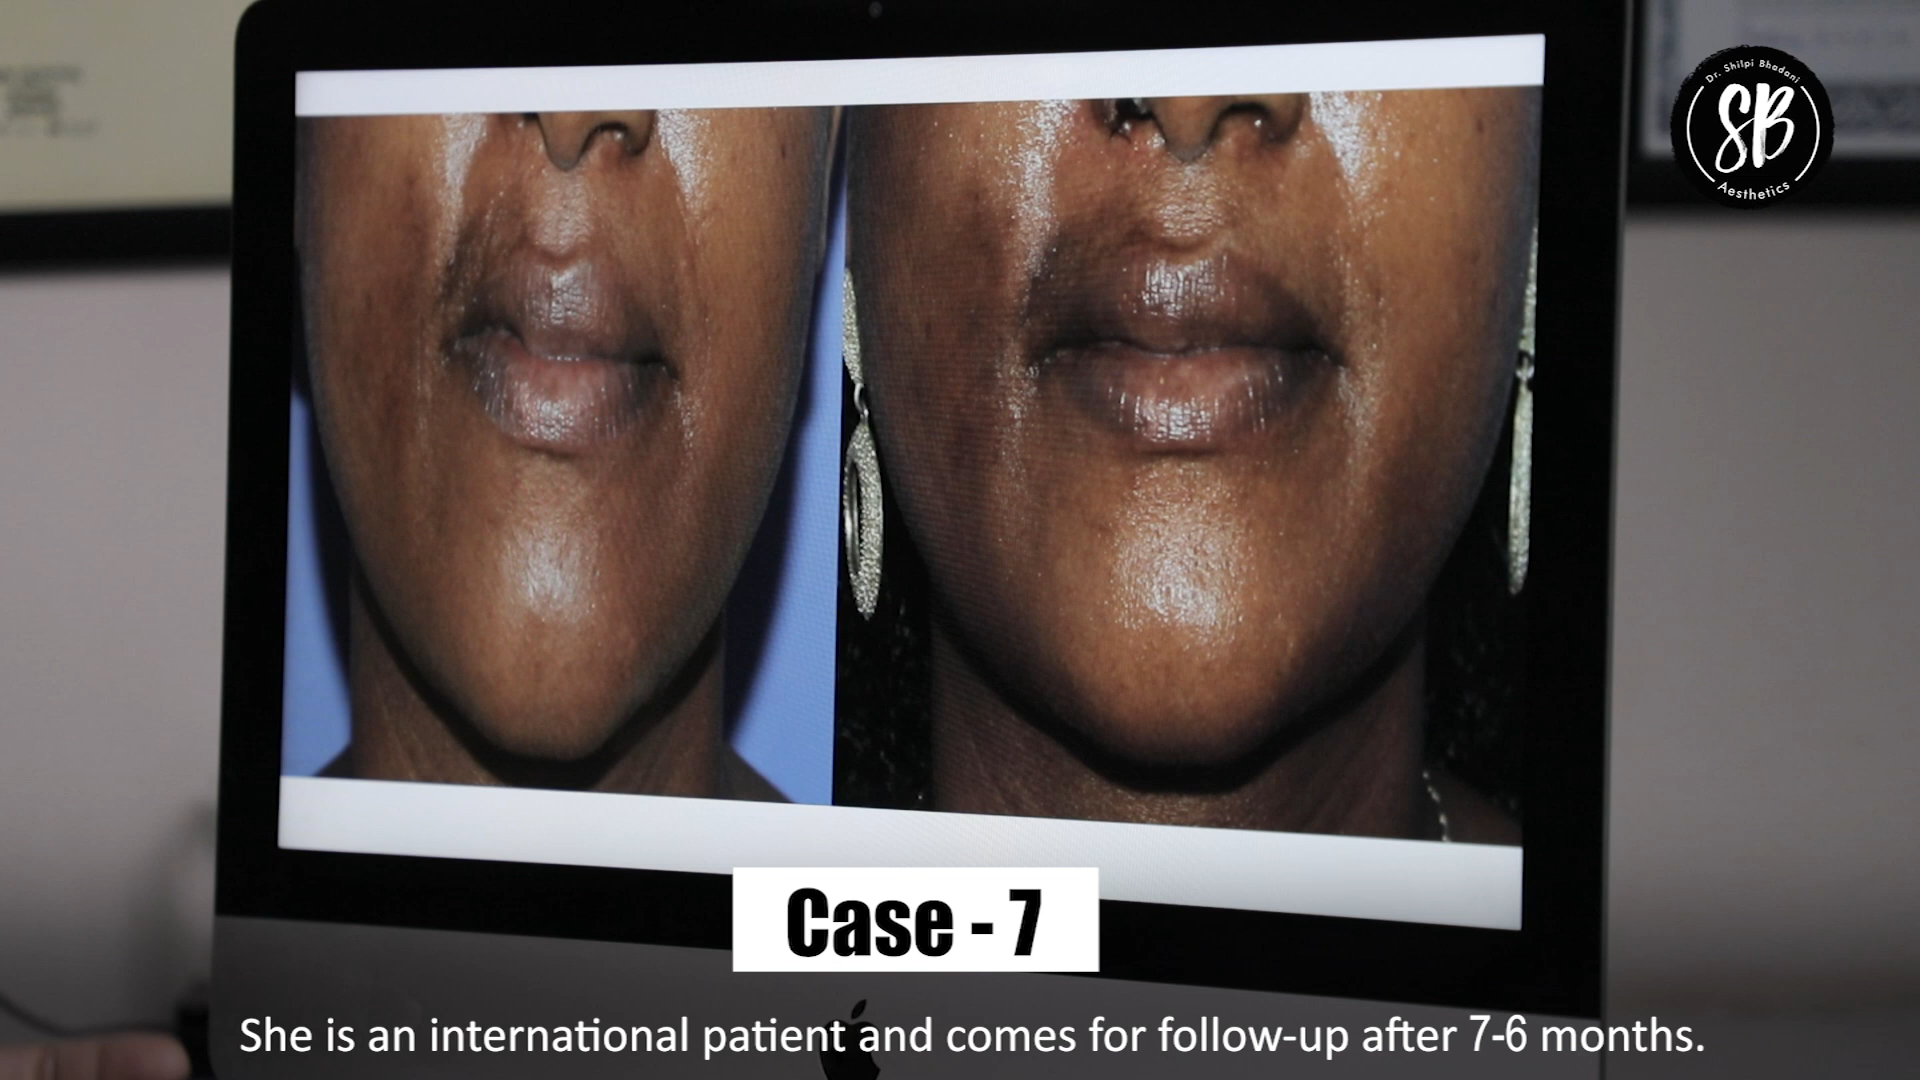 Dr. Shilpi Bhadani
SB
Aesthetics
Case - 7
She is an international patient and comes for follow-up after 7-6 months.